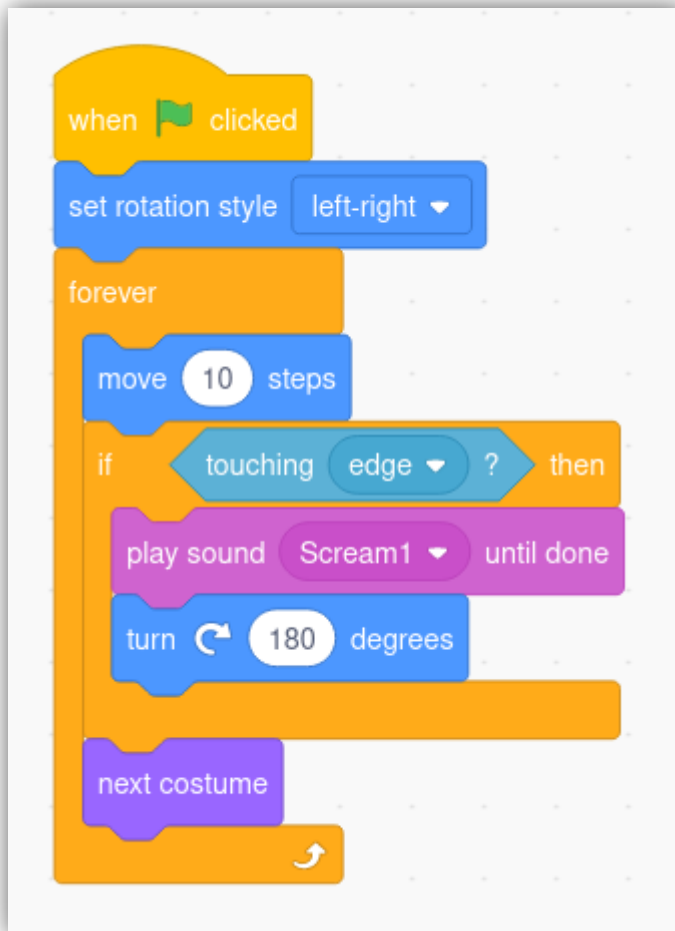 when clicked
set rotation style left-right
forever
move 10 steps
if touching edge ? then
play sound Scream1 until done
turn 180 degrees
next costume